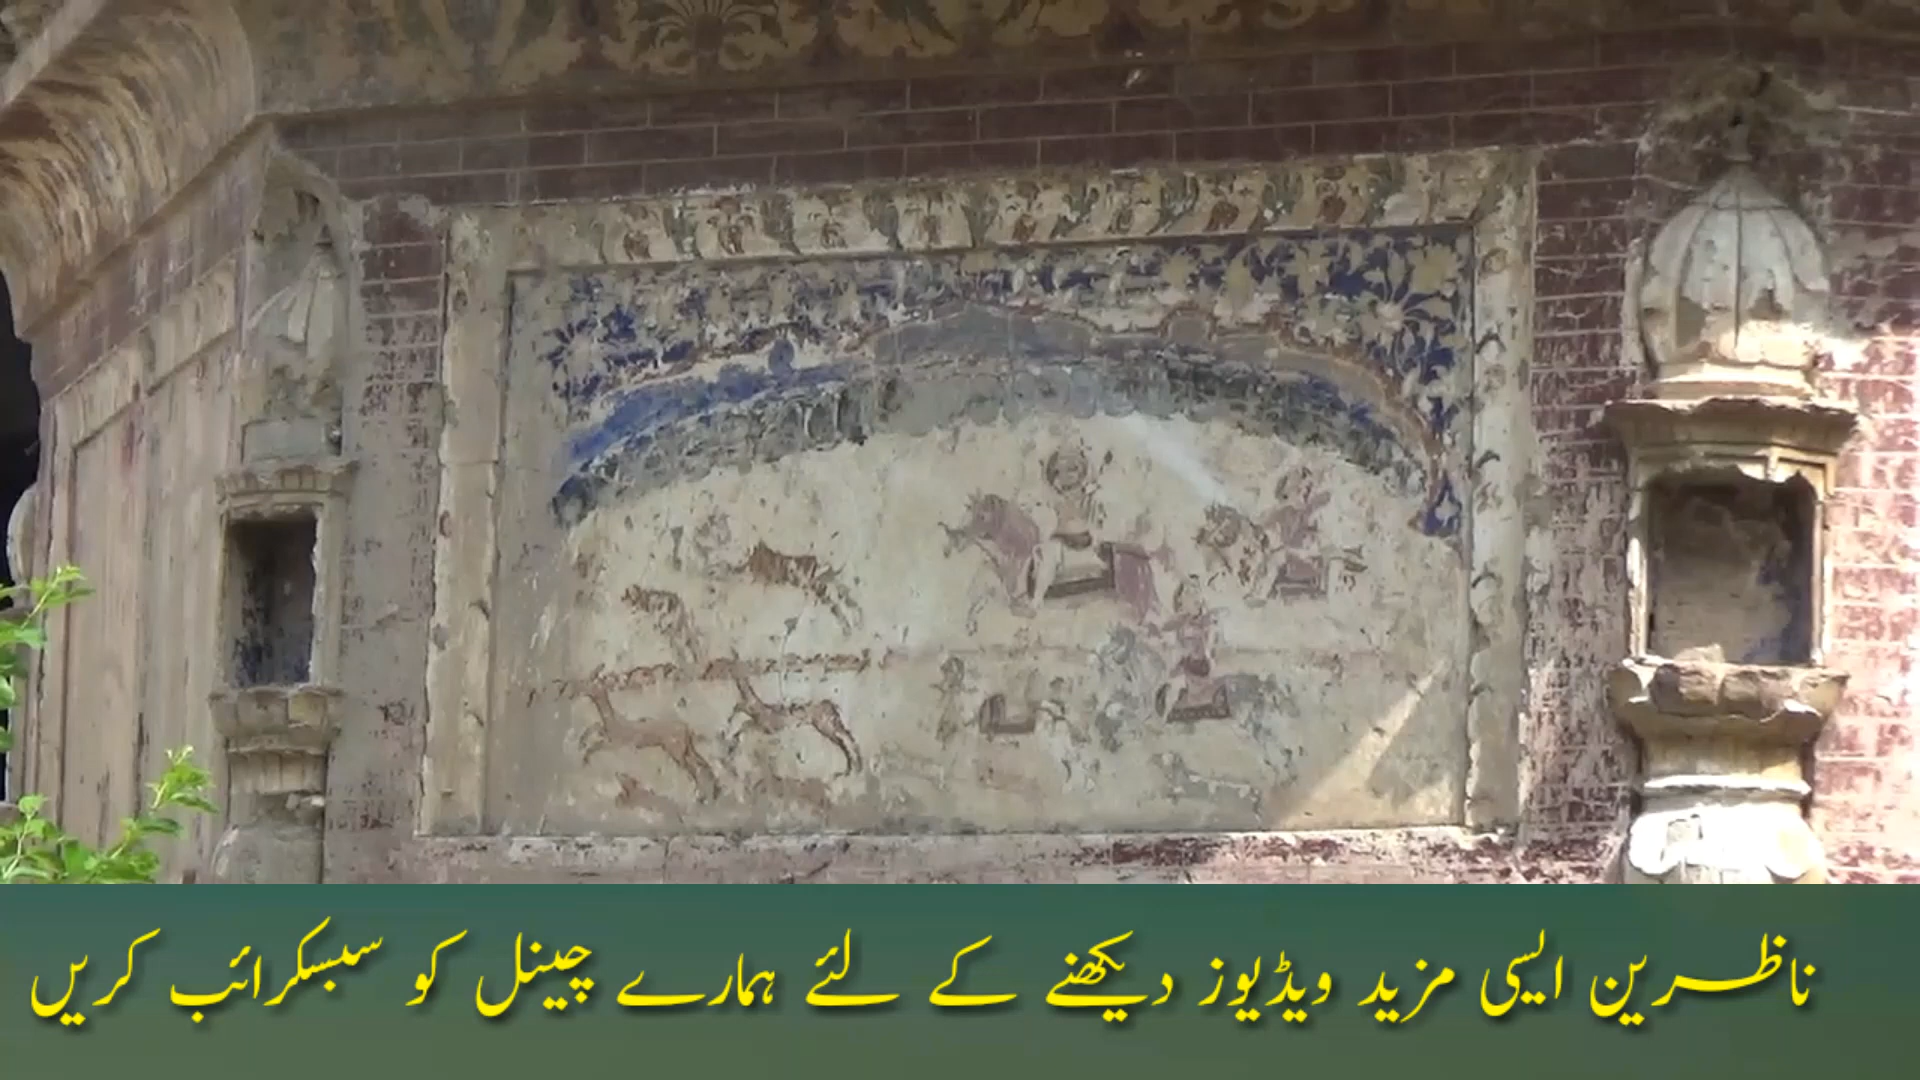 ناظرین ایسی مزید ویڈیوز دیکھنے کے لئے ہمارے چینل کو سبسکرائب کریں